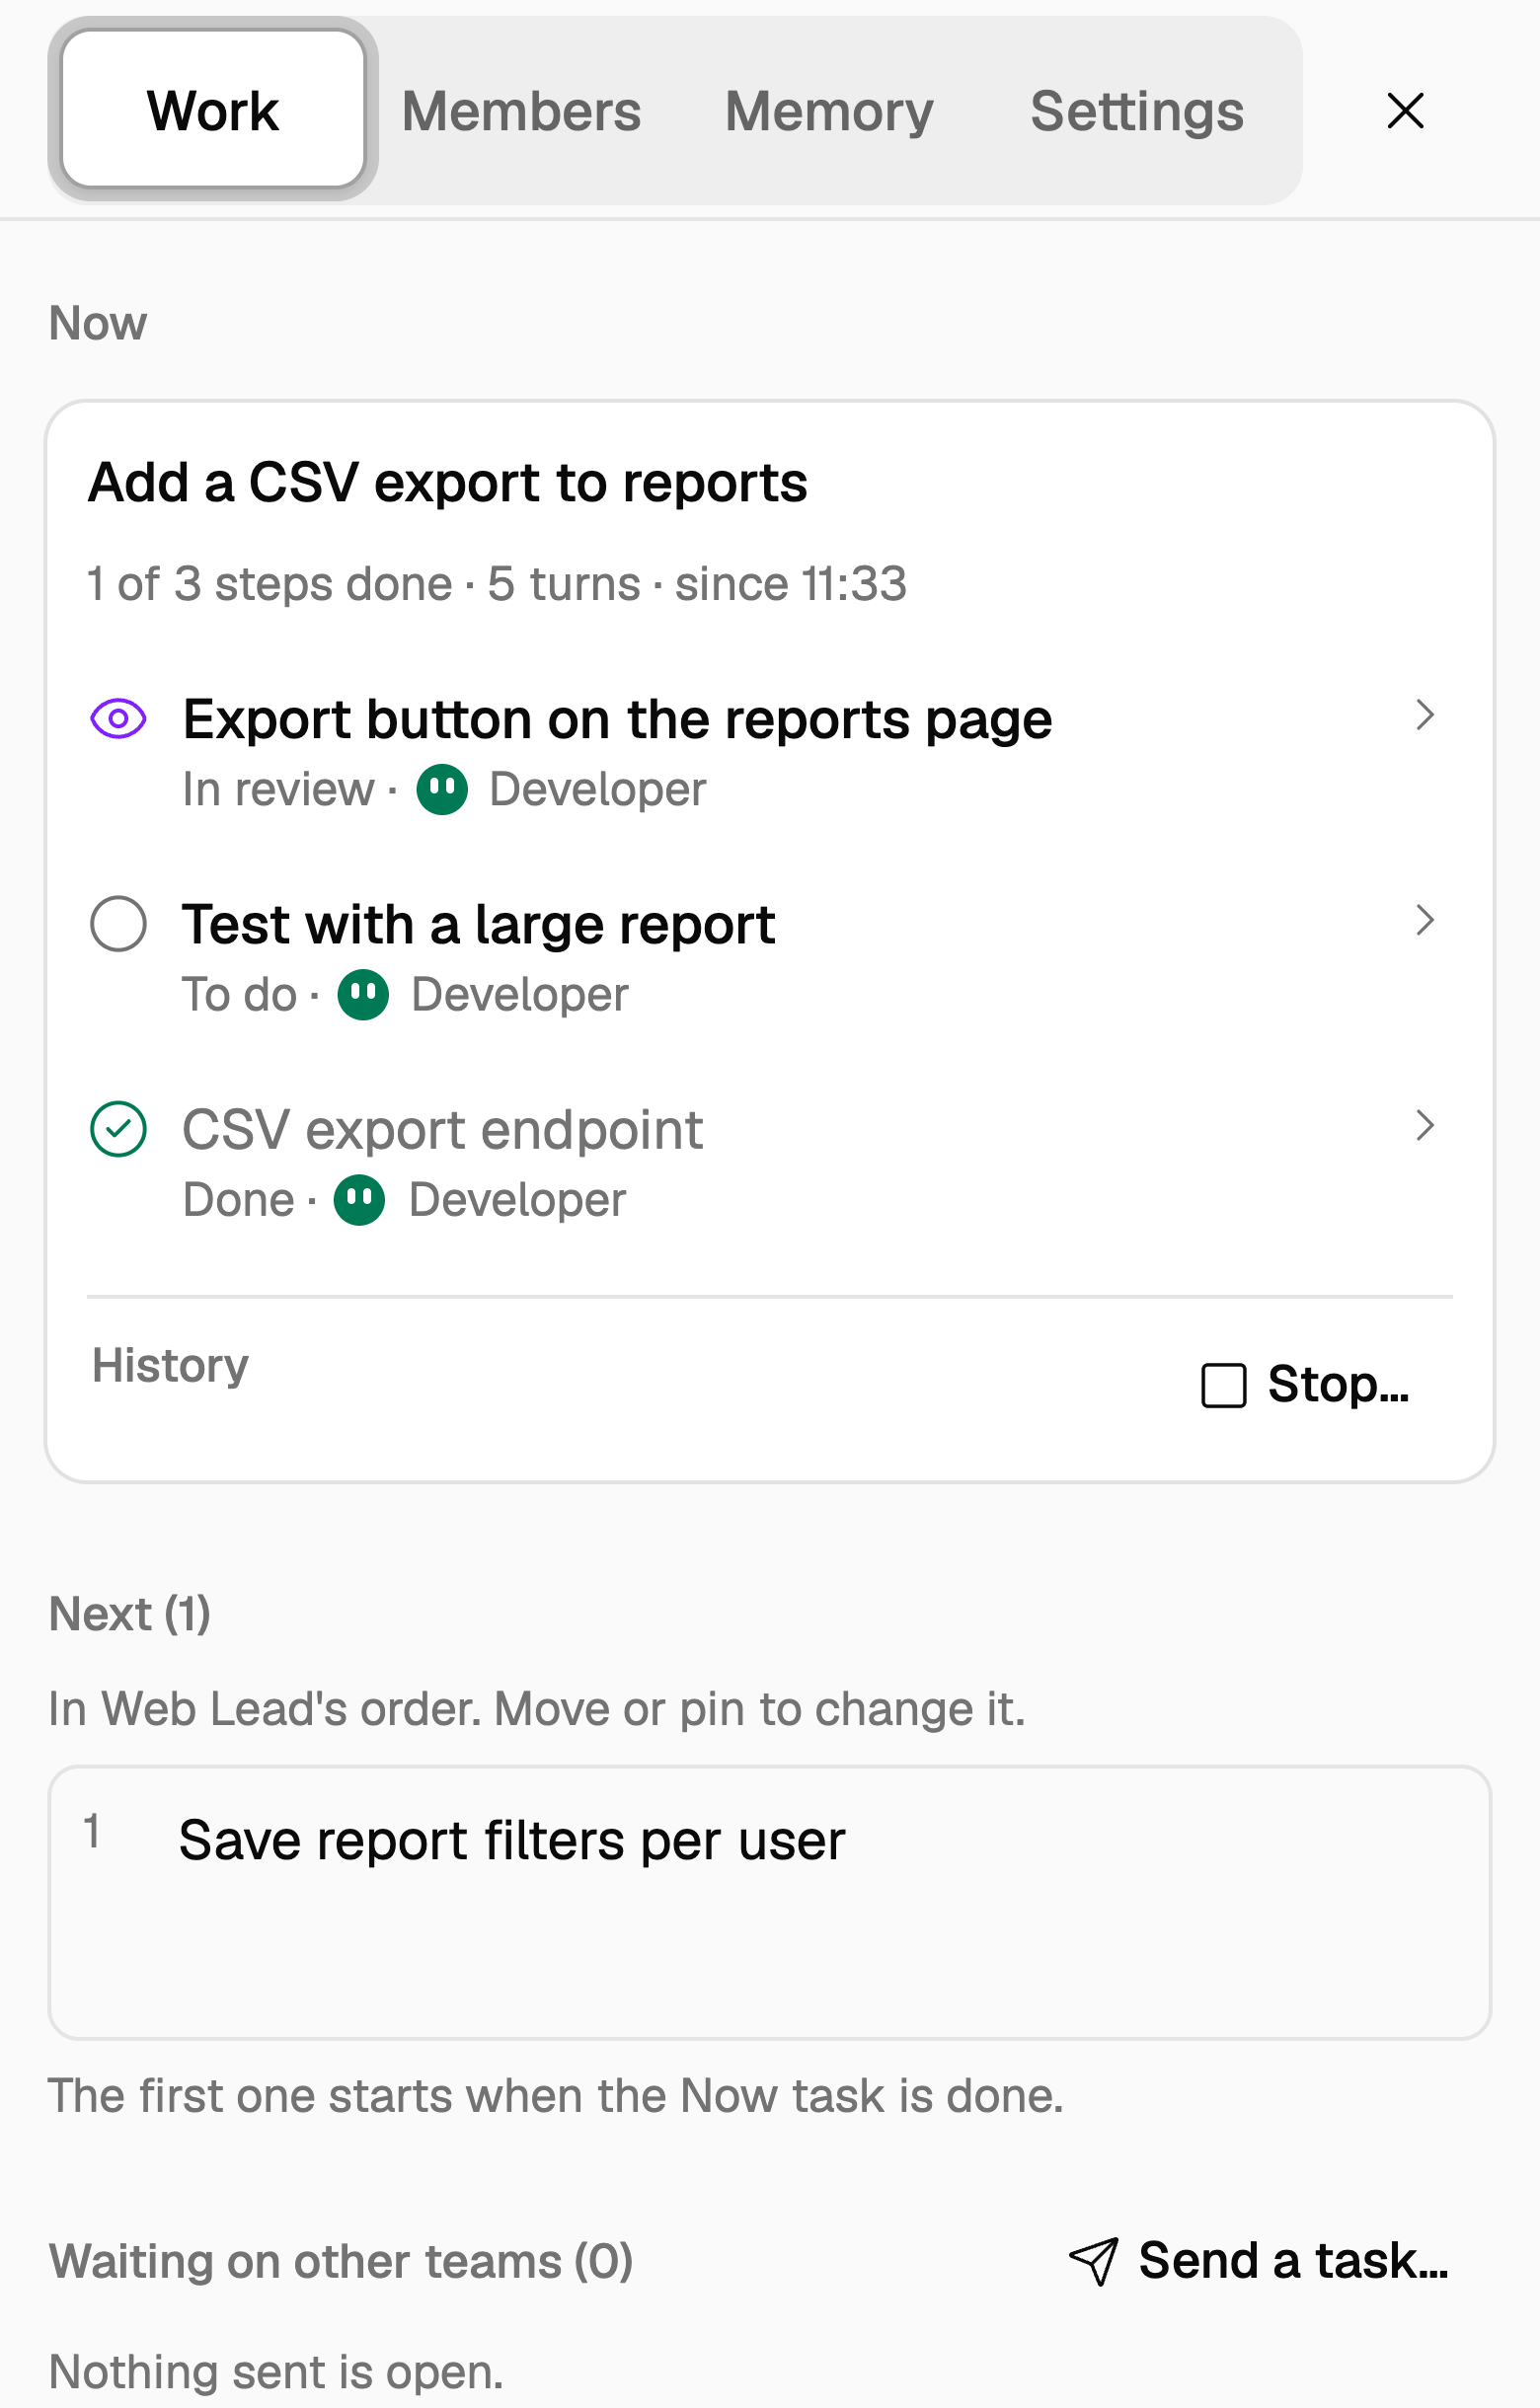 Work Members Memory Settings
Now
Add a CSV export to reports
1 of 3 steps done · 5 turns · since 11:33
Export button on the reports page
In review · Developer
Test with a large report
To do · Developer
CSV export endpoint
Done · Developer
History
Stop...
Next (1)
In Web Lead's order. Move or pin to change it.
1 Save report filters per user
The first one starts when the Now task is done.
Waiting on other teams (0)
Send a task...
Nothing sent is open.